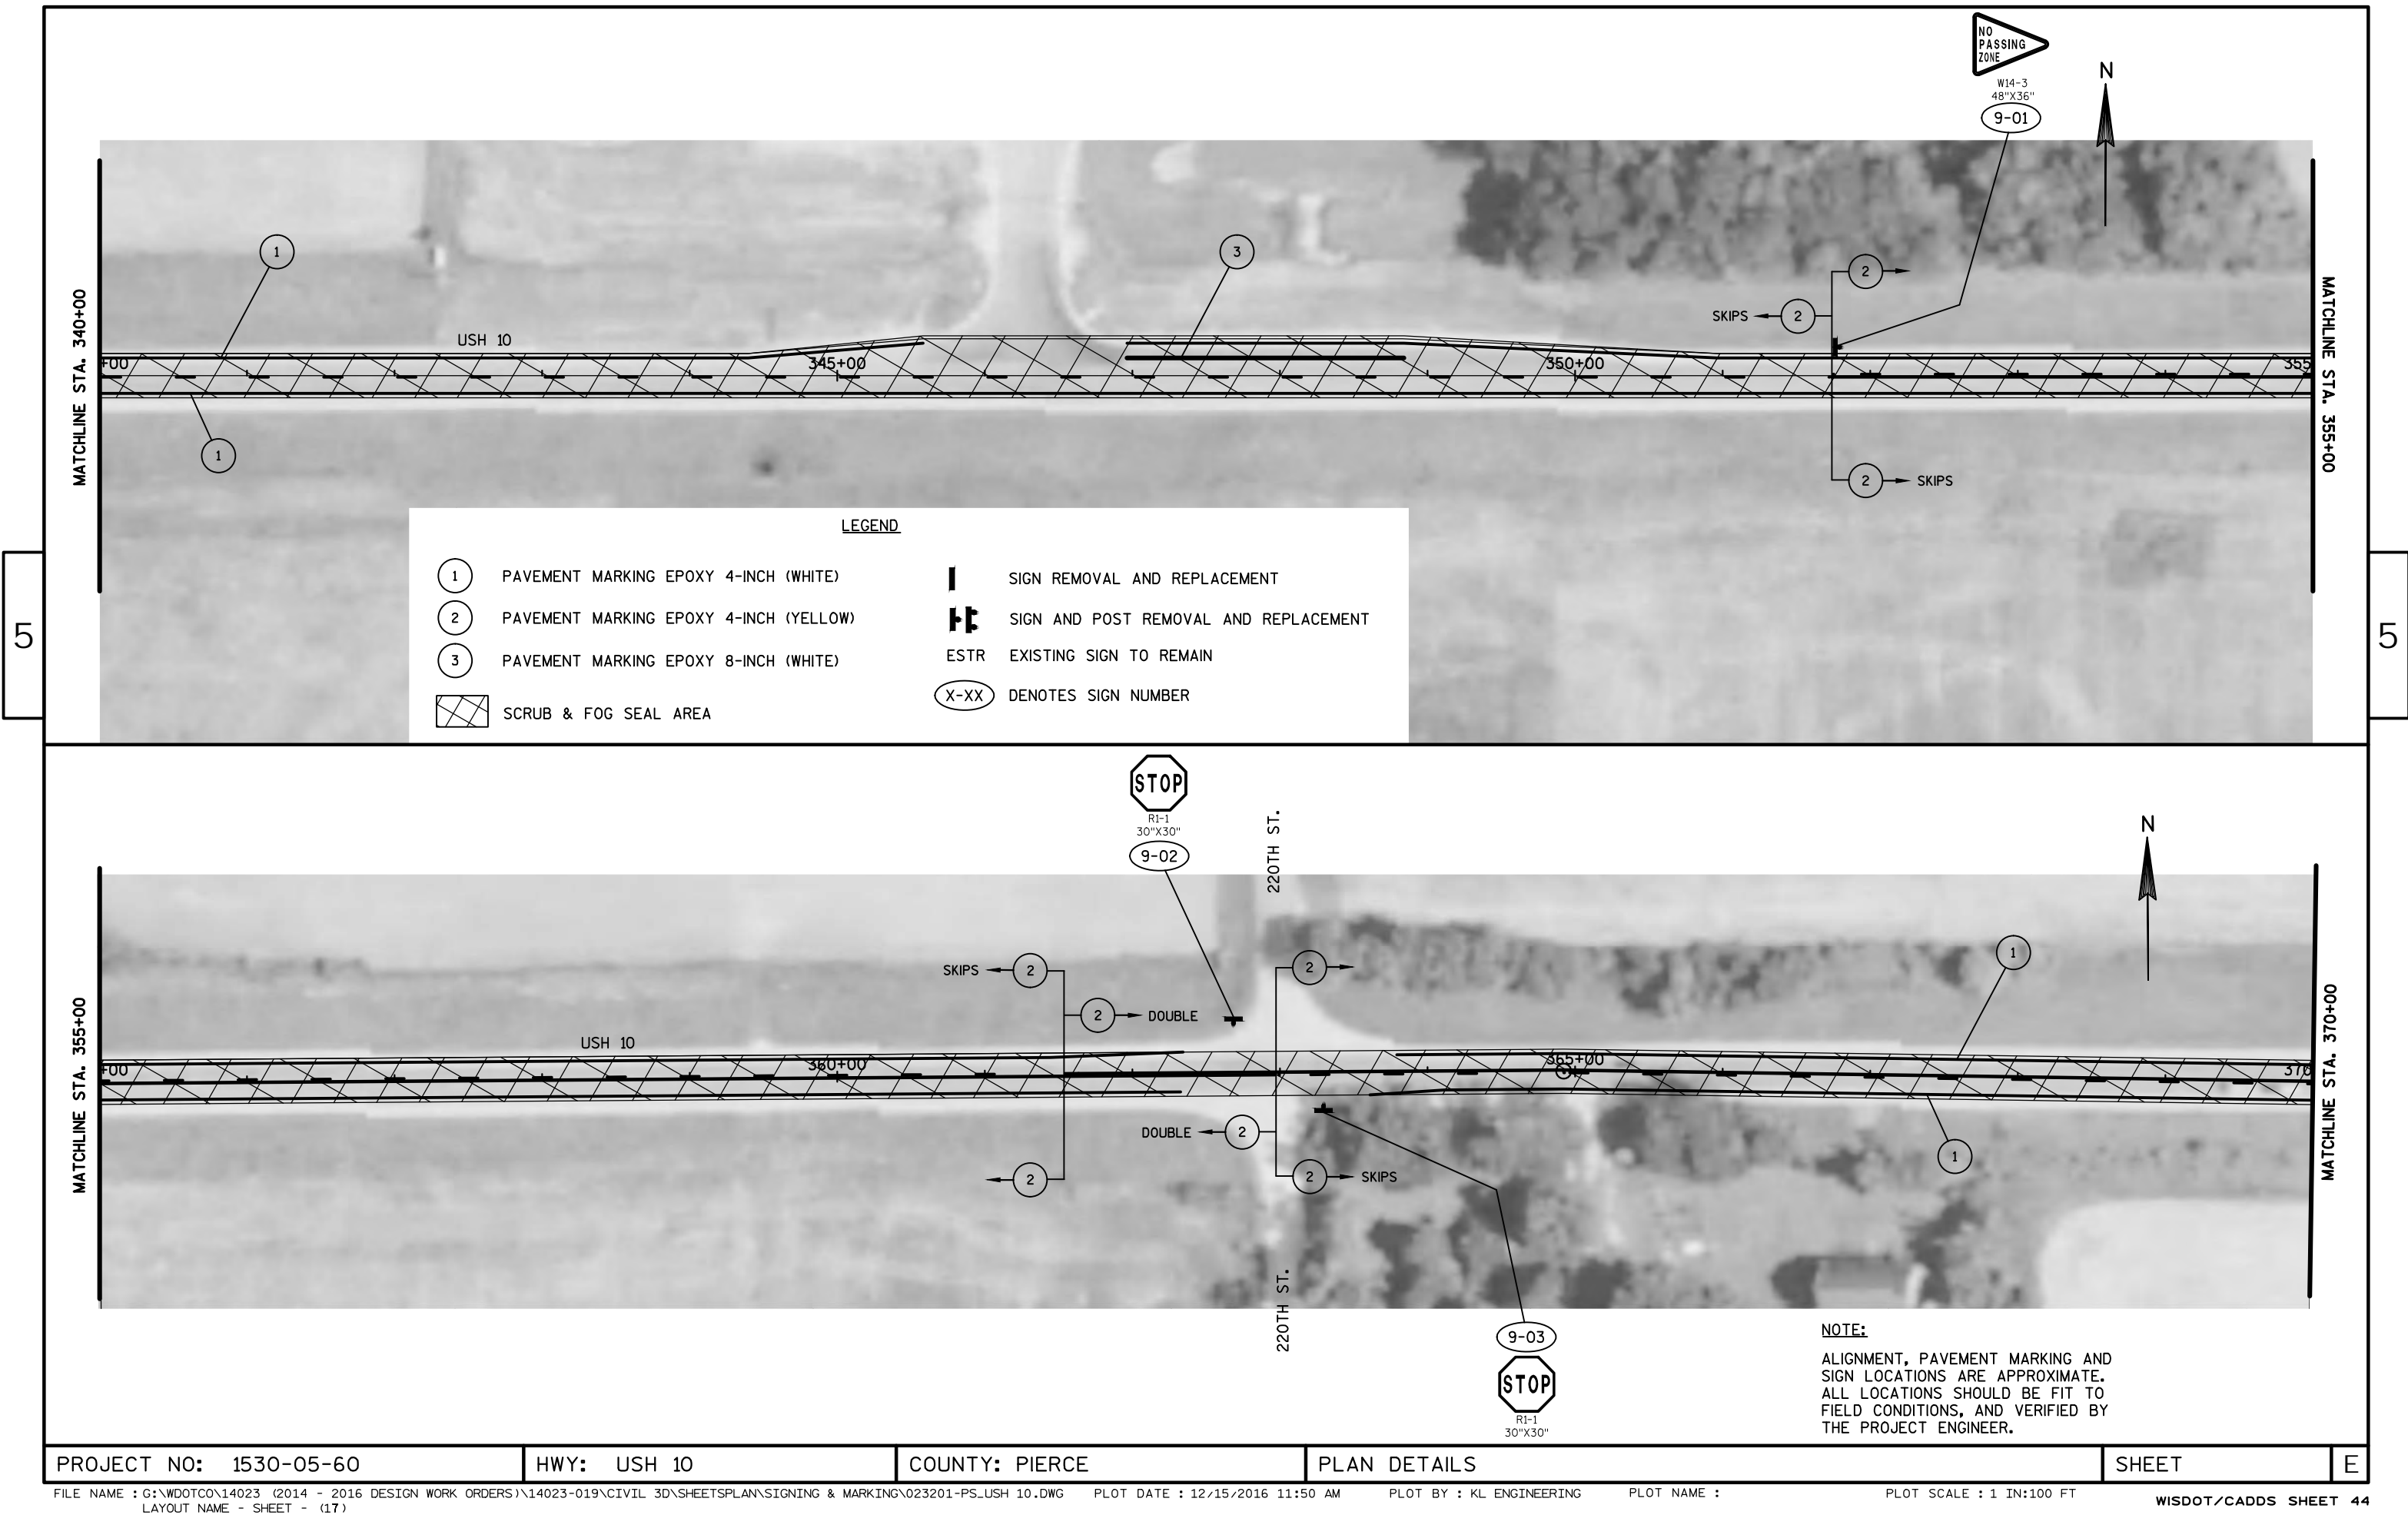 NO
PASSING
ZONE
W14-3
48"X36"
9-01
N
MATCHLINE STA. 340+00
1
3
2
SKIPS
2
USH 10
+00
345+00
350+00
355
MATCHLINE STA. 355+00
1
2
SKIPS
LEGEND
1 PAVEMENT MARKING EPOXY 4-INCH (WHITE)
2 PAVEMENT MARKING EPOXY 4-INCH (YELLOW)
3 PAVEMENT MARKING EPOXY 8-INCH (WHITE)
SCRUB & FOG SEAL AREA
SIGN REMOVAL AND REPLACEMENT
SIGN AND POST REMOVAL AND REPLACEMENT
ESTR EXISTING SIGN TO REMAIN
X-XX DENOTES SIGN NUMBER
5
5
STOP
R1-1
30"X30"
9-02
220TH ST.
N
MATCHLINE STA. 355+00
SKIPS 2
2
1
2 DOUBLE
USH 10
+00
360+00
365+00
370
MATCHLINE STA. 370+00
DOUBLE 2
2
2 SKIPS
1
220TH ST.
9-03
STOP
R1-1
30"X30"
NOTE:
ALIGNMENT, PAVEMENT MARKING AND
SIGN LOCATIONS ARE APPROXIMATE.
ALL LOCATIONS SHOULD BE FIT TO
FIELD CONDITIONS, AND VERIFIED BY
THE PROJECT ENGINEER.
PROJECT NO: 1530-05-60
HWY: USH 10
COUNTY: PIERCE
PLAN DETAILS
SHEET
E
FILE NAME : G:\WDOTCO\14023 (2014 - 2016 DESIGN WORK ORDERS)\14023-019\CIVIL 3D\SHEETSPLAN\SIGNING & MARKING\023201-PS_USH 10.DWG
LAYOUT NAME - SHEET - (17)
PLOT DATE : 12/15/2016 11:50 AM
PLOT BY : KL ENGINEERING
PLOT NAME :
PLOT SCALE : 1 IN:100 FT
WISDOT/CADDS SHEET 44